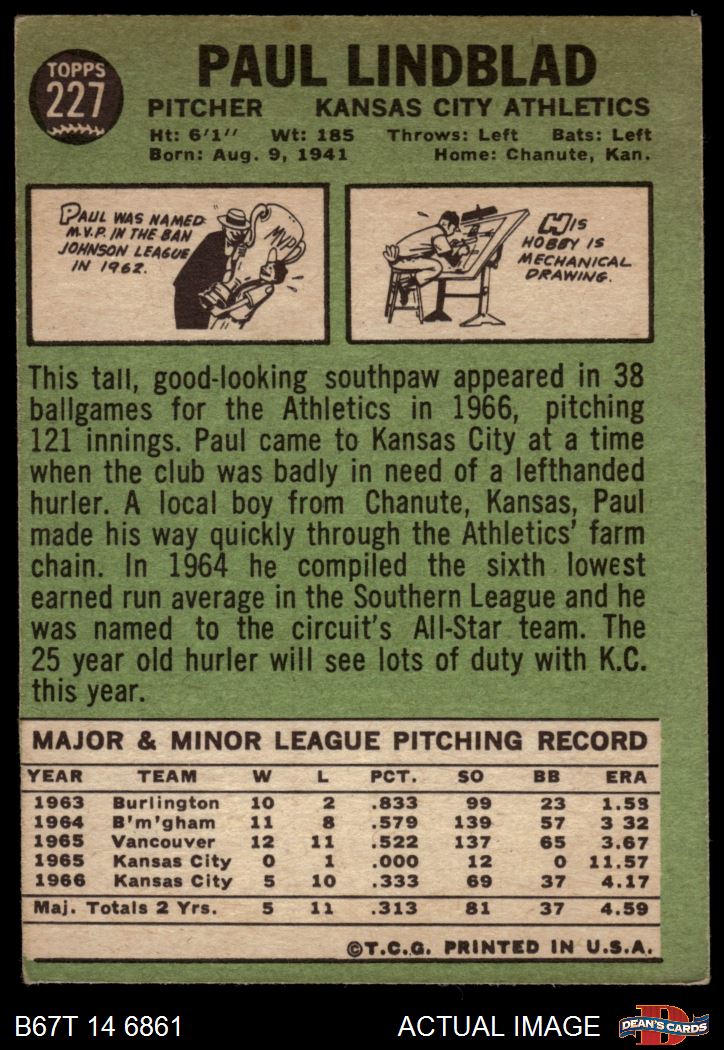 TOPPS
227
PAUL LINDBLAD
PITCHER KANSAS CITY ATHLETICS
Ht: 6'1" Wt: 185 Throws: Left Bats: Left
Born: Aug. 9, 1941 Home: Chanute, Kan.
PAUL WAS NAMED
M.V.P. IN THE BAN
JOHNSON LEAGUE
IN 1962.
MVP
HIS
HOBBY IS
MECHANICAL
DRAWING.
This tall, good-looking southpaw appeared in 38
ballgames for the Athletics in 1966, pitching
121 innings. Paul came to Kansas City at a time
when the club was badly in need of a lefthanded
hurler. A local boy from Chanute, Kansas, Paul
made his way quickly through the Athletics' farm
chain. In 1964 he compiled the sixth lowest
earned run average in the Southern League and he
was named to the circuit's All-Star team. The
25 year old hurler will see lots of duty with K.C.
this year.
MAJOR & MINOR LEAGUE PITCHING RECORD
YEAR TEAM W L PCT. SO BB ERA
1963 Burlington 10 2 .833 99 23 1.58
1964 B'm'gham 11 8 .579 139 57 3 32
1965 Vancouver 12 11 .522 137 65 3.67
1965 Kansas City 0 1 .000 12 0 11.57
1966 Kansas City 5 10 .333 69 37 4.17
Maj. Totals 2 Yrs. 5 11 .313 81 37 4.59
©T.C.G. PRINTED IN U.S.A.
B67T 14 6861 ACTUAL IMAGE
D
DEAN'S CARDS